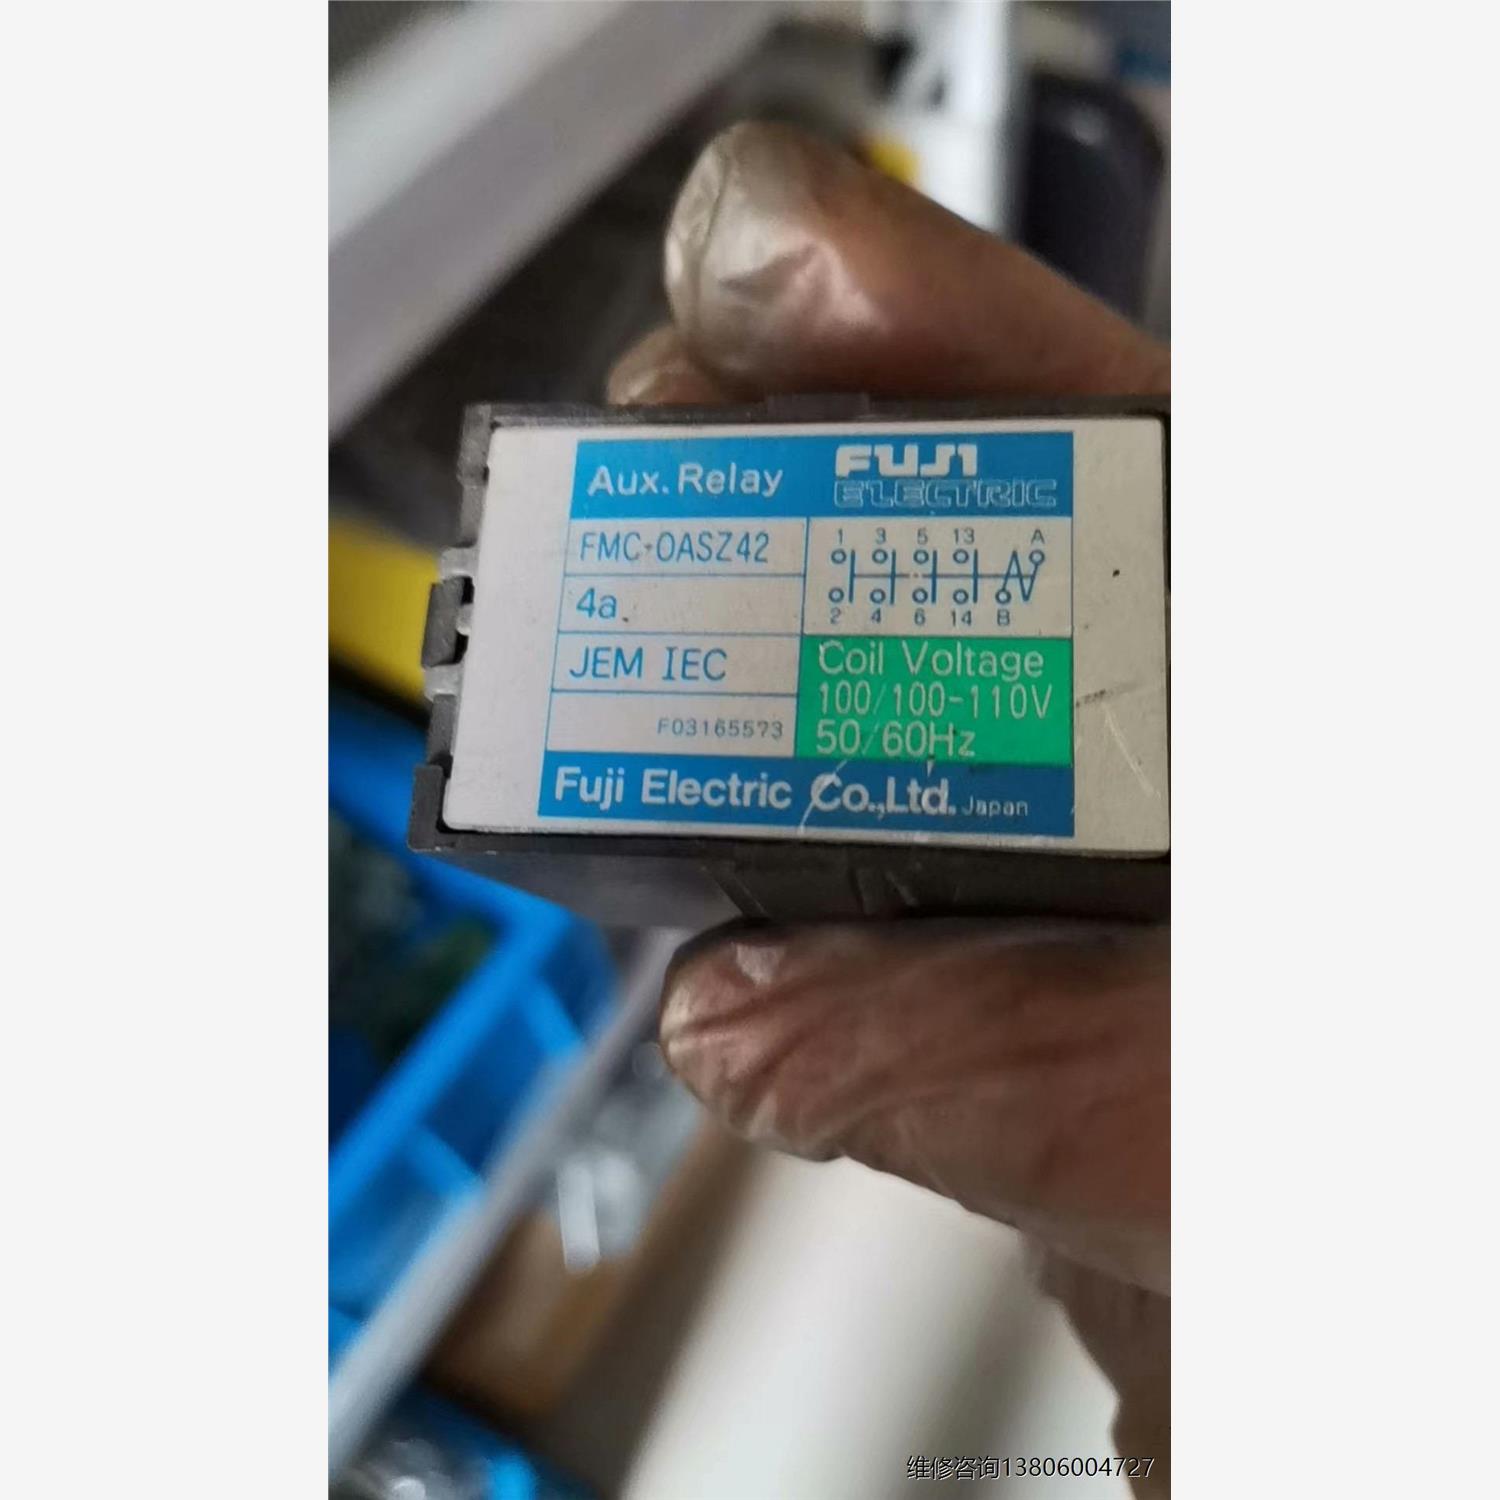 Aux. Relay
FUJI
ELECTRIC
FMC-0ASZ42
1 3 5 13 A
2 4 6 14 B
4a
JEM IEC
Coil Voltage
100/100-110V
50/60Hz
F03165573
Fuji Electric Co.,Ltd. Japan
维修咨询13806004727